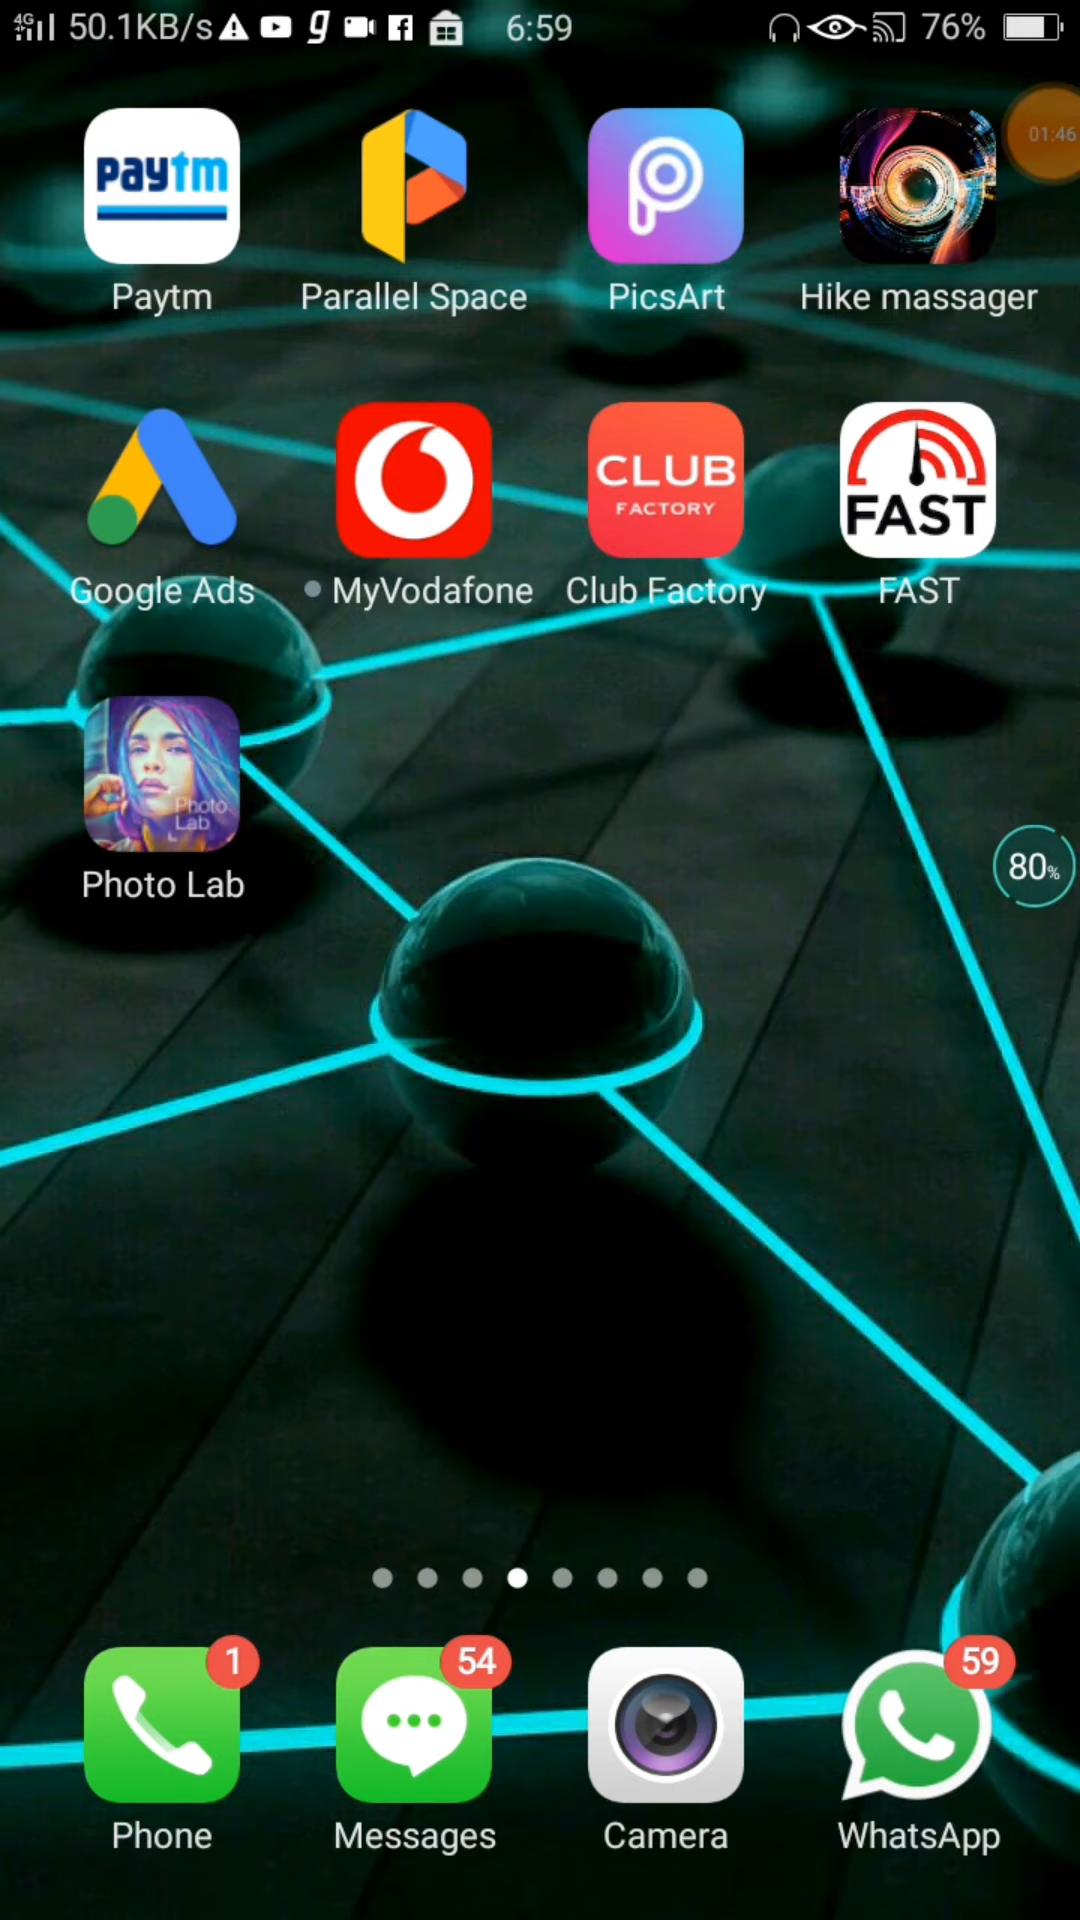 4G 50.1KB/s 6:59 76%
01:46
paytm
Paytm Parallel Space PicsArt Hike massager
CLUB
FACTORY
FAST
Google Ads MyVodafone Club Factory FAST
Photo
Lab
Photo Lab
80%
1 54 59
Phone Messages Camera WhatsApp